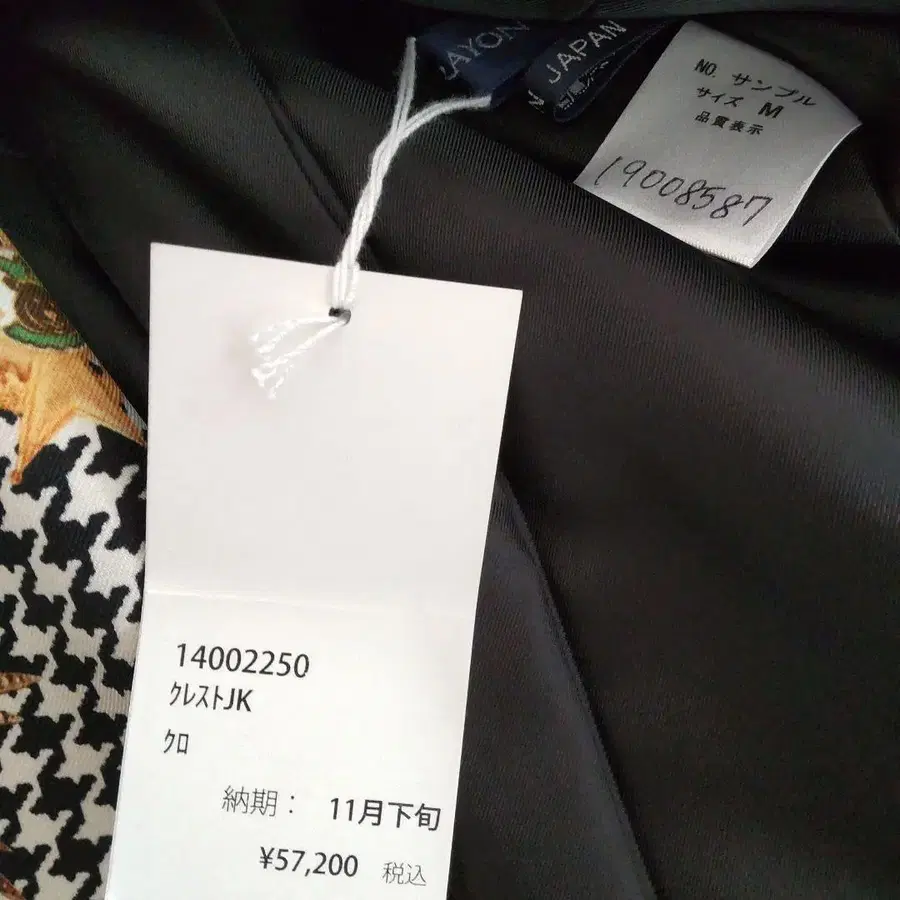 JAPAN
NO. サンプル
サイズ M
品質表示
19008587
14002250
クレストJK
クロ
納期： 11月下旬
¥57,200 税込